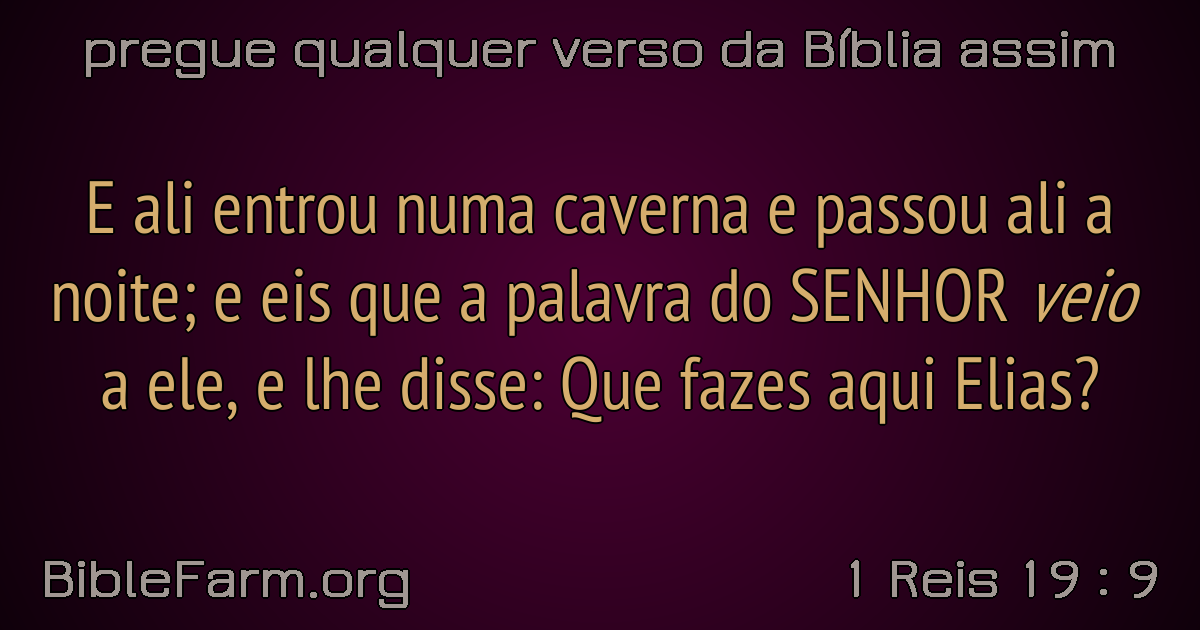 pregue qualquer verso da Bíblia assim
E ali entrou numa caverna e passou ali a
noite; e eis que a palavra do SENHOR veio
a ele, e lhe disse: Que fazes aqui Elias?
BibleFarm.org
1 Reis 19 : 9